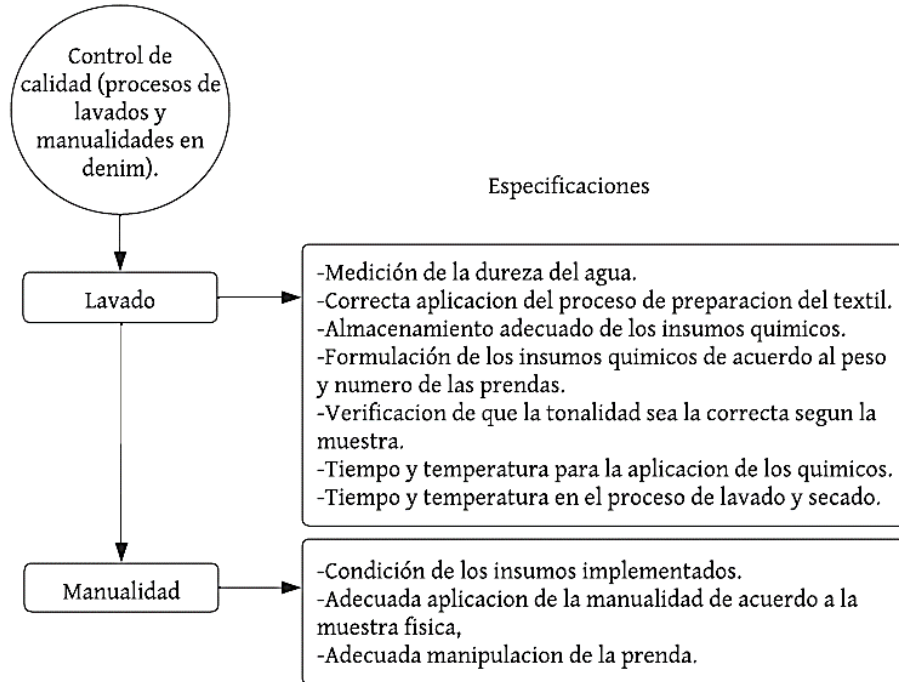 Control de
calidad (procesos de
lavados y
manualidades en
denim).
Especificaciones
Lavado
-Medición de la dureza del agua.
-Correcta aplicacion del proceso de preparacion del textil.
-Almacenamiento adecuado de los insumos quimicos.
-Formulación de los insumos quimicos de acuerdo al peso
y numero de las prendas.
-Verificacion de que la tonalidad sea la correcta segun la
muestra.
-Tiempo y temperatura para la aplicacion de los quimicos.
-Tiempo y temperatura en el proceso de lavado y secado.
Manualidad
-Condición de los insumos implementados.
-Adecuada aplicacion de la manualidad de acuerdo a la
muestra fisica,
-Adecuada manipulacion de la prenda.